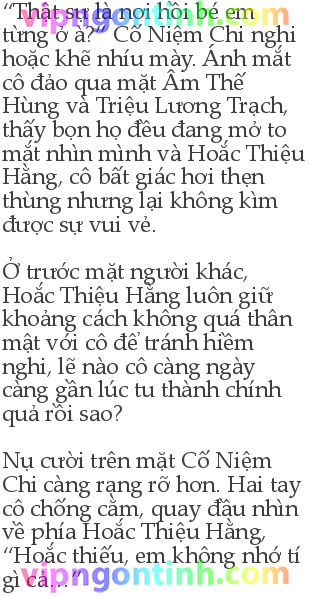 “Thật sự là nơi hồi bé em
từng ở à?” Cố Niệm Chi nghi
hoặc khẽ nhíu mày. Ánh mắt
cô đảo qua mặt Âm Thế
Hùng và Triệu Lương Trạch,
thấy bọn họ đều đang mở to
mắt nhìn mình và Hoắc Thiệu
Hằng, cô bất giác hơi thẹn
thùng nhưng lại không kìm
được sự vui vẻ.
Ở trước mặt người khác,
Hoắc Thiệu Hằng luôn giữ
khoảng cách không quá thân
mật với cô để tránh hiềm
nghi, lẽ nào cô càng ngày
càng gần lúc tu thành chính
quả rồi sao?
Nụ cười trên mặt Cố Niệm
Chi càng rạng rỡ hơn. Hai tay
cô chống cằm, quay đầu nhìn
về phía Hoắc Thiệu Hằng,
“Hoắc thiếu, em không nhớ tí
gì cả…”
vipngontinh.com vipngontinh.com
vipngontinh.com vipngontinh.com